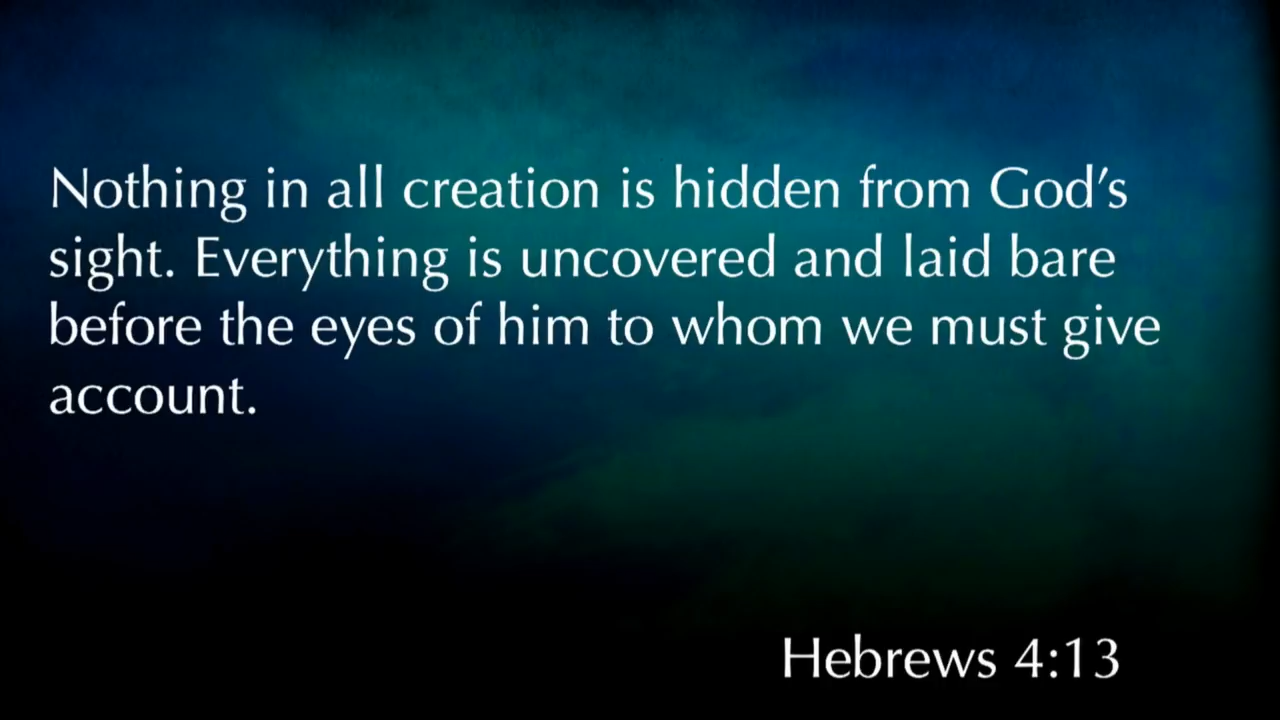 Nothing in all creation is hidden from God's
sight. Everything is uncovered and laid bare
before the eyes of him to whom we must give
account.
Hebrews 4:13